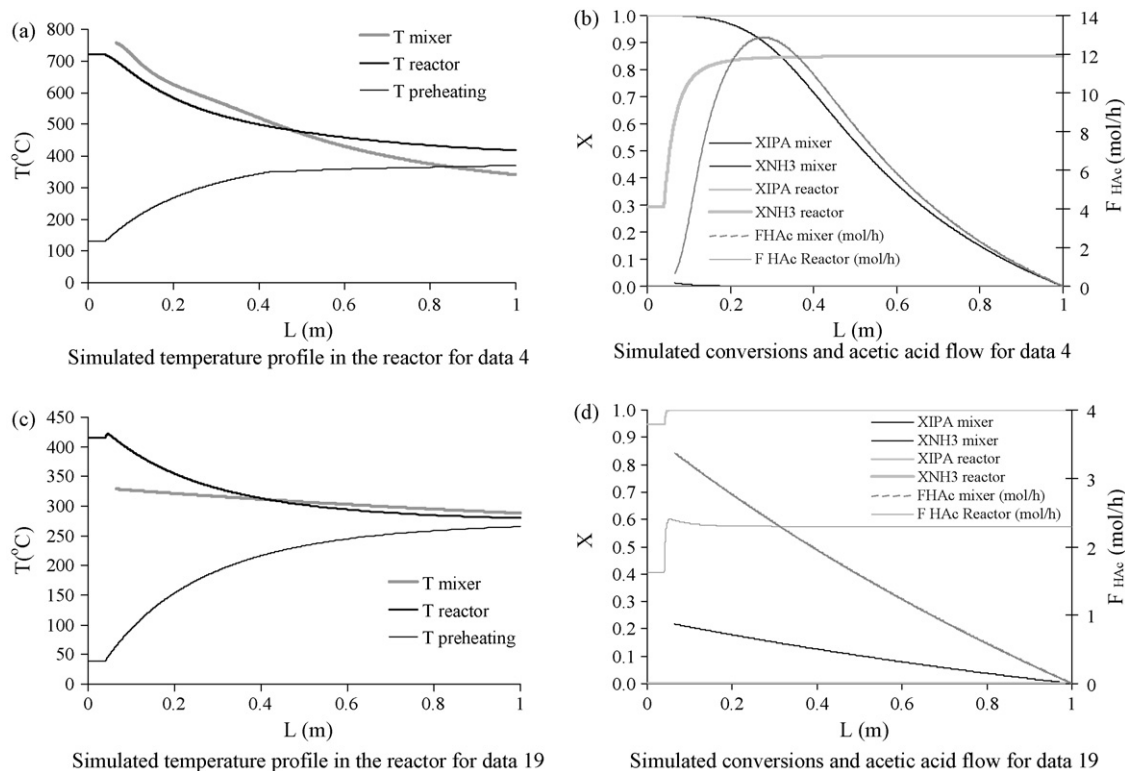 (a)
800
700
600
500
400
300
200
100
0
T(°C)
T mixer
T reactor
T preheating
0 0.2 0.4 0.6 0.8 1
L (m)
Simulated temperature profile in the reactor for data 4
(b)
1.0
0.9
0.8
0.7
0.6
0.5
0.4
0.3
0.2
0.1
0.0
X
XIPA mixer
XNH3 mixer
XIPA reactor
XNH3 reactor
FHAc mixer (mol/h)
F HAc Reactor (mol/h)
14
12
10
8
6
4
2
0
F HAc (mol/h)
0 0.2 0.4 0.6 0.8 1
L (m)
Simulated conversions and acetic acid flow for data 4
(c)
450
400
350
300
250
200
150
100
50
0
T(°C)
T mixer
T reactor
T preheating
0 0.2 0.4 0.6 0.8 1
L (m)
Simulated temperature profile in the reactor for data 19
(d)
1.0
0.9
0.8
0.7
0.6
0.5
0.4
0.3
0.2
0.1
0.0
X
XIPA mixer
XNH3 mixer
XIPA reactor
XNH3 reactor
FHAc mixer (mol/h)
F HAc Reactor (mol/h)
4
3
2
1
0
F HAc (mol/h)
0 0.2 0.4 0.6 0.8 1
L (m)
Simulated conversions and acetic acid flow for data 19